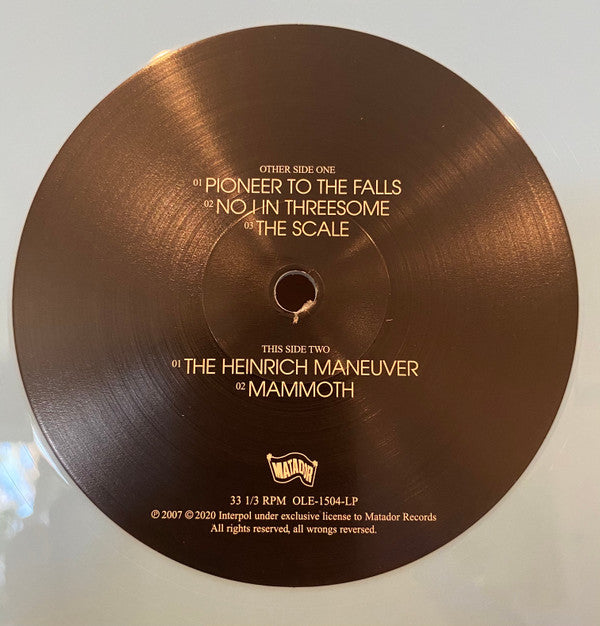 OTHER SIDE ONE
01 PIONEER TO THE FALLS
02 NO I IN THREESOME
03 THE SCALE
THIS SIDE TWO
01 THE HEINRICH MANEUVER
02 MAMMOTH
MATADOR
33 1/3 RPM OLE-1504-LP
℗ 2007 © 2020 Interpol under exclusive license to Matador Records
All rights reserved, all wrongs reversed.